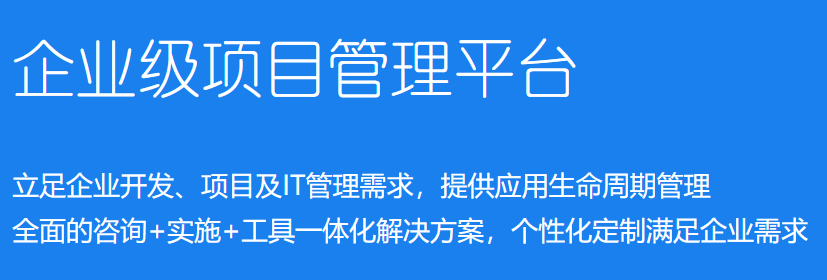 企业级项目管理平台
立足企业开发、项目及IT管理需求，提供应用生命周期管理
全面的咨询+实施+工具一体化解决方案，个性化定制满足企业需求